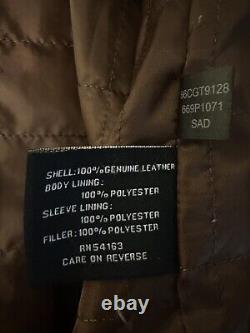 96CGT9128
669P1071
SAD
SHELL:100%GENUINE LEATHER
BODY LINING:
100%POLYESTER
SLEEVE LINING:
100%POLYESTER
FILLER:100%POLYESTER
RN54163
CARE ON REVERSE